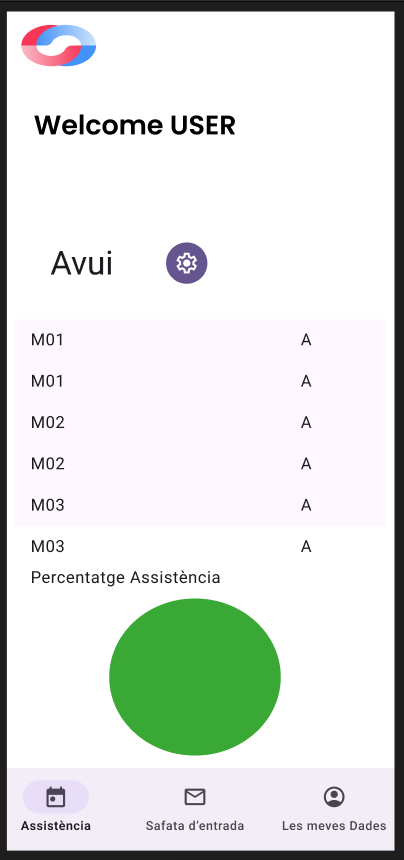 Welcome USER
Avui
M01 A
M01 A
M02 A
M02 A
M03 A
M03 A
Percentatge Assistència
Assistència Safata d’entrada Les meves Dades